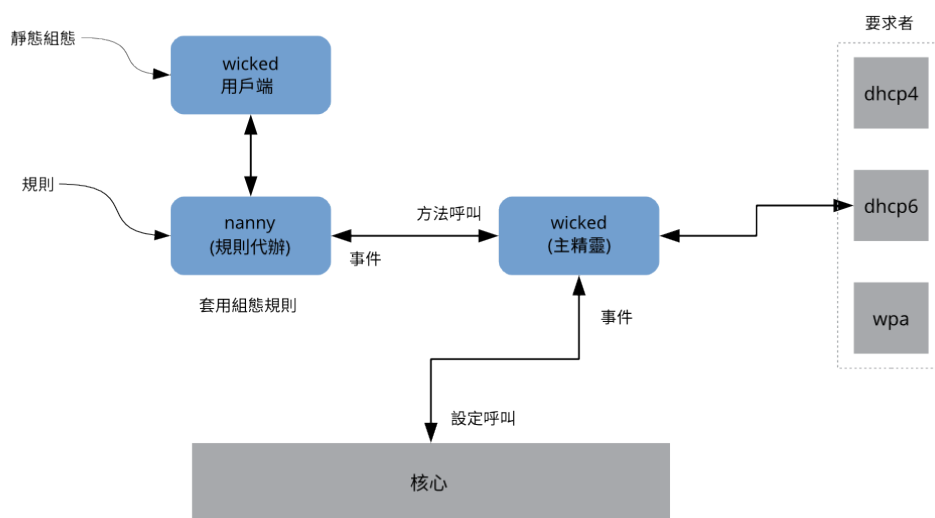 要求者
靜態組態
wicked
用戶端
dhcp4
規則
nanny
(規則代辦)
方法呼叫
事件
wicked
(主精靈)
dhcp6
套用組態規則
事件
wpa
設定呼叫
核心